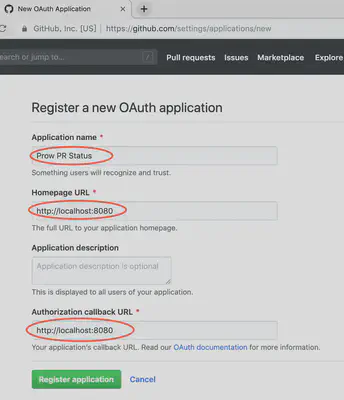 New OAuth Application
GitHub, Inc. [US] | https://github.com/settings/applications/new
earch or jump to... /
Pull requests Issues Marketplace Explore
Register a new OAuth application
Application name *
Prow PR Status
Something users will recognize and trust.
Homepage URL *
http://localhost:8080
The full URL to your application homepage.
Application description
Application description is optional
This is displayed to all users of your application.
Authorization callback URL *
http://localhost:8080
Your application's callback URL. Read our OAuth documentation for more information.
Register application Cancel